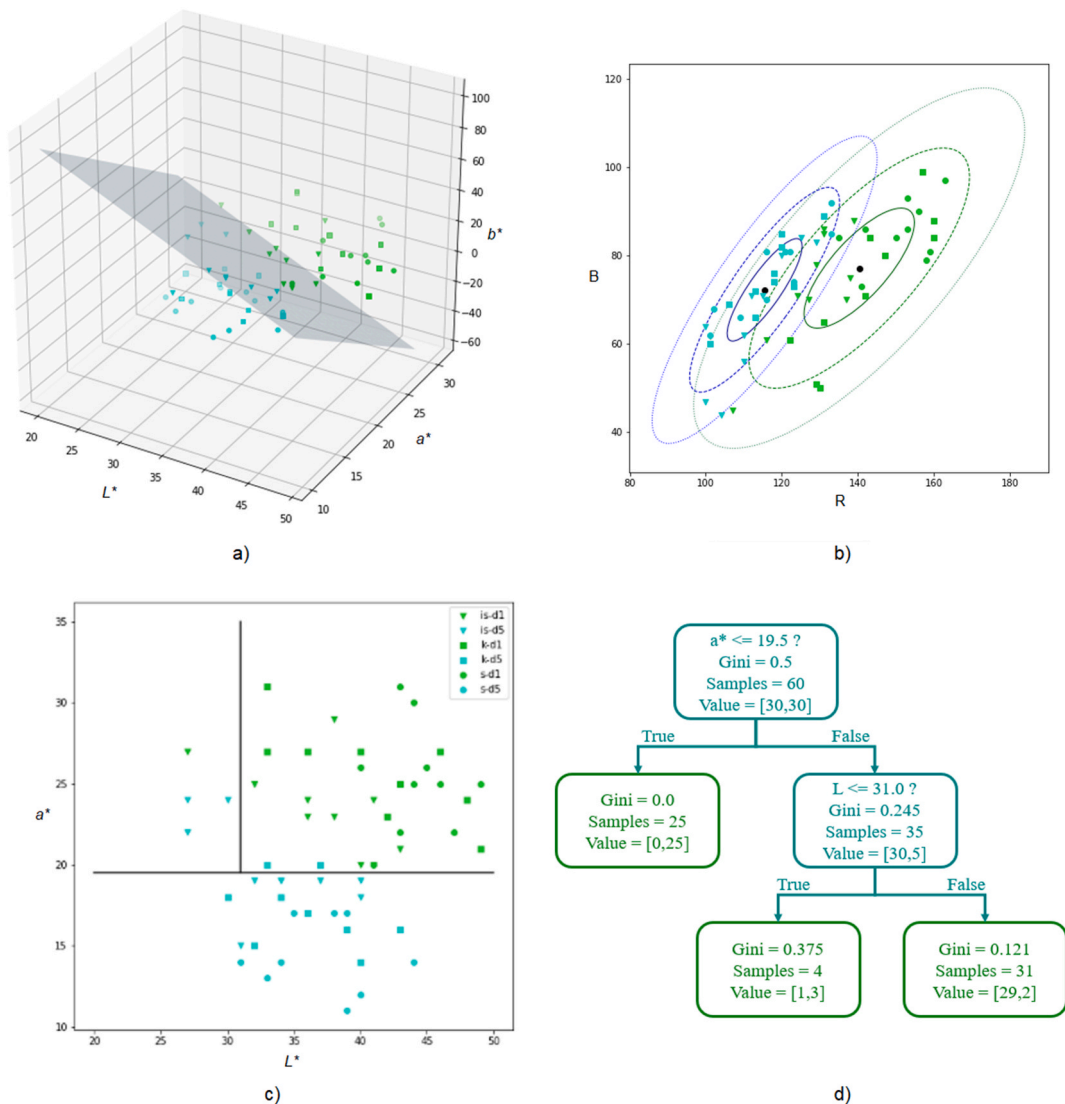 100
80
60
40
20
0
−20
−40
−60
b*
20
25
30
35
40
45
50
L*
10
15
20
25
30
a*
a)
120
100
80
60
40
B
80
100
120
140
160
180
R
b)
35
30
25
20
15
10
a*
20
25
30
35
40
45
50
L*
is-d1
is-d5
k-d1
k-d5
s-d1
s-d5
c)
a* <= 19.5 ?
Gini = 0.5
Samples = 60
Value = [30,30]
True False
Gini = 0.0
Samples = 25
Value = [0,25]
L <= 31.0 ?
Gini = 0.245
Samples = 35
Value = [30,5]
True False
Gini = 0.375
Samples = 4
Value = [1,3]
Gini = 0.121
Samples = 31
Value = [29,2]
d)